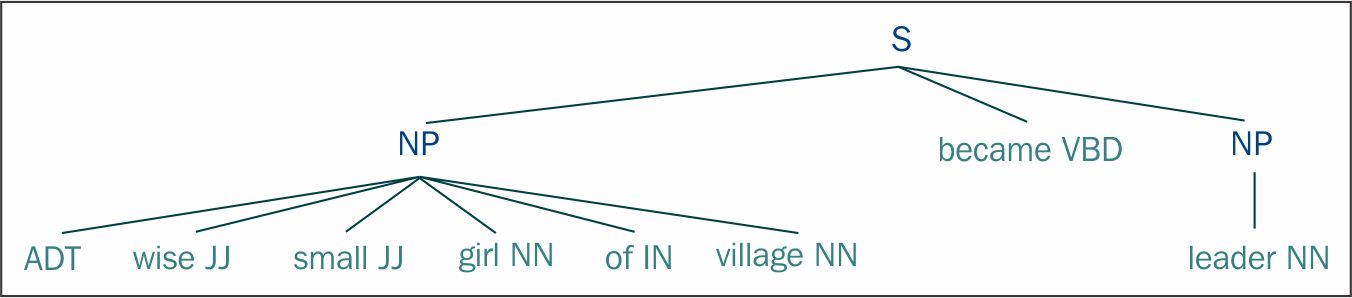 S
NP
became VBD
NP
ADT
wise JJ
small JJ
girl NN
of IN
village NN
leader NN